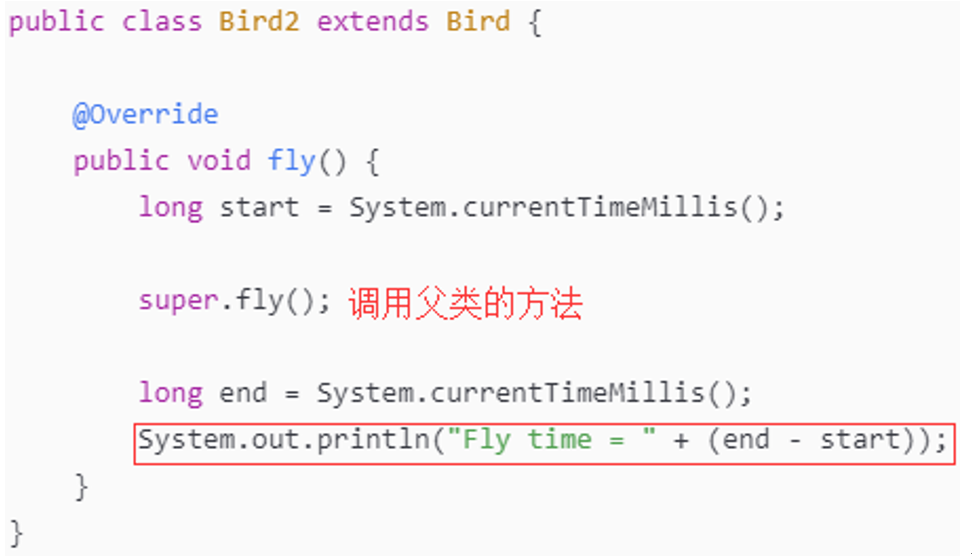 public class Bird2 extends Bird {
@Override
public void fly() {
long start = System.currentTimeMillis();
super.fly(); 调用父类的方法
long end = System.currentTimeMillis();
System.out.println("Fly time = " + (end - start));
}
}